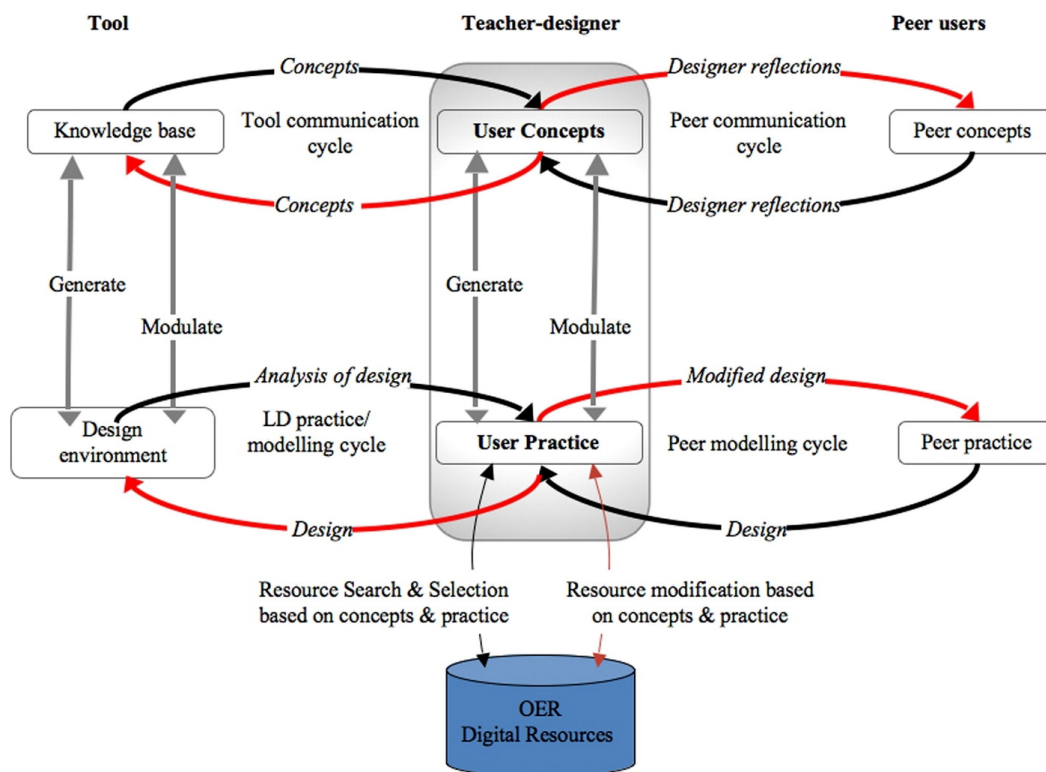 Tool
Teacher-designer
Peer users
Concepts
Designer reflections
Knowledge base
Tool communication
cycle
User Concepts
Peer communication
cycle
Peer concepts
Concepts
Designer reflections
Generate
Modulate
Generate
Modulate
Analysis of design
Modified design
Design
environment
LD practice/
modelling cycle
User Practice
Peer modelling cycle
Peer practice
Design
Design
Resource Search & Selection
based on concepts & practice
Resource modification based
on concepts & practice
OER
Digital Resources